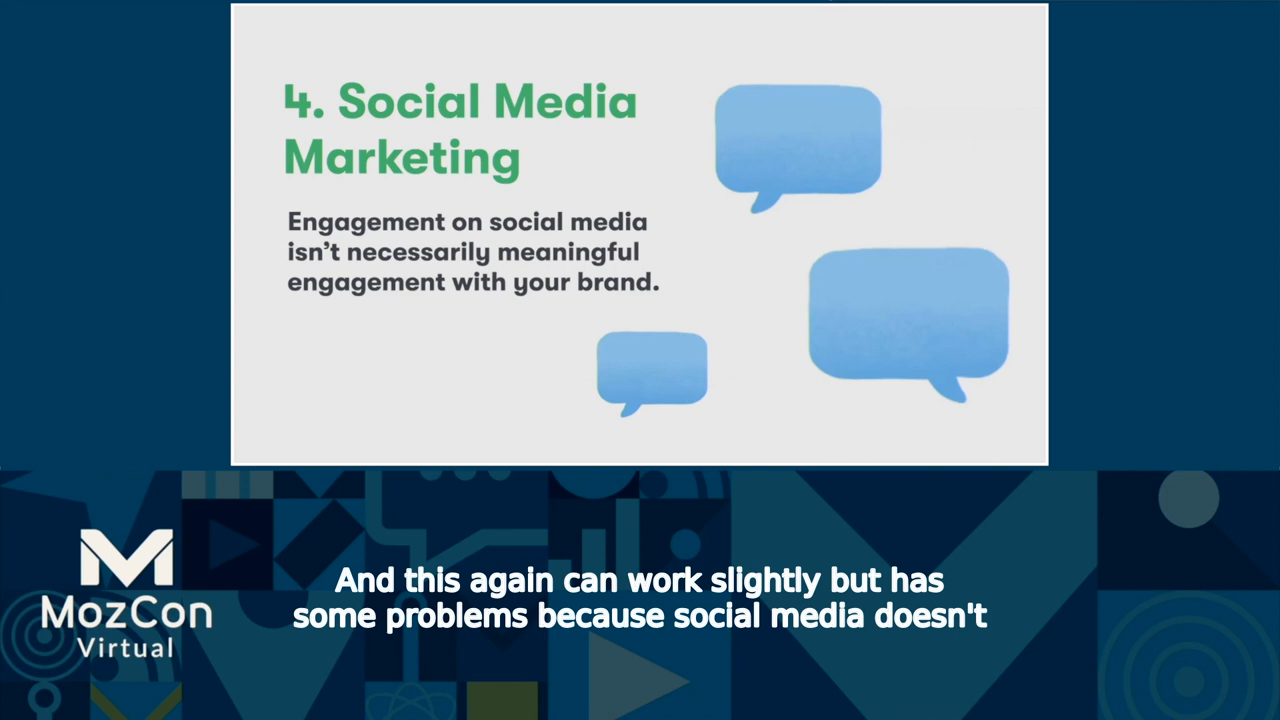 4. Social Media
Marketing
Engagement on social media
isn't necessarily meaningful
engagement with your brand.
And this again can work slightly but has
some problems because social media doesn't
M
MozCon
Virtual